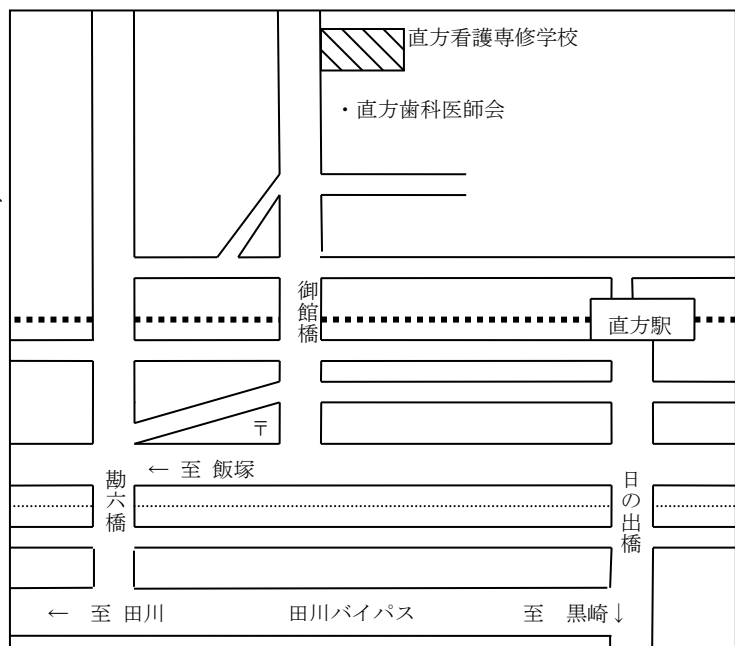 直方看護専修学校
・直方歯科医師会
御館橋
直方駅
〒
← 至 飯塚
勘六橋
日の出橋
← 至 田川
田川バイパス
至 黒崎↓